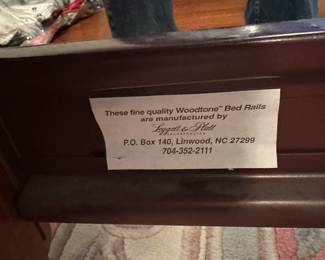 These fine quality Woodtone™ Bed Rails
are manufactured by
Leggett & Platt
INCORPORATED
P.O. Box 140, Linwood, NC 27299
704-352-2111